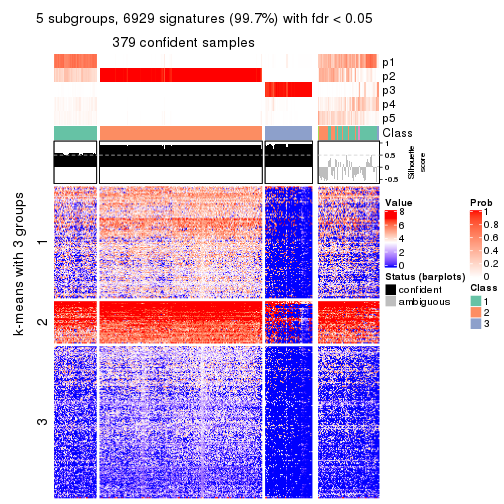 5 subgroups, 6929 signatures (99.7%) with fdr < 0.05
379 confident samples
p1
p2
p3
p4
p5
Class
1
0.5
0
-0.5
Silhouette
score
k-means with 3 groups
1
2
3
Value
8
6
4
2
0
Status (barplots)
confident
ambiguous
Prob
1
0.8
0.6
0.4
0.2
0
Class
1
2
3